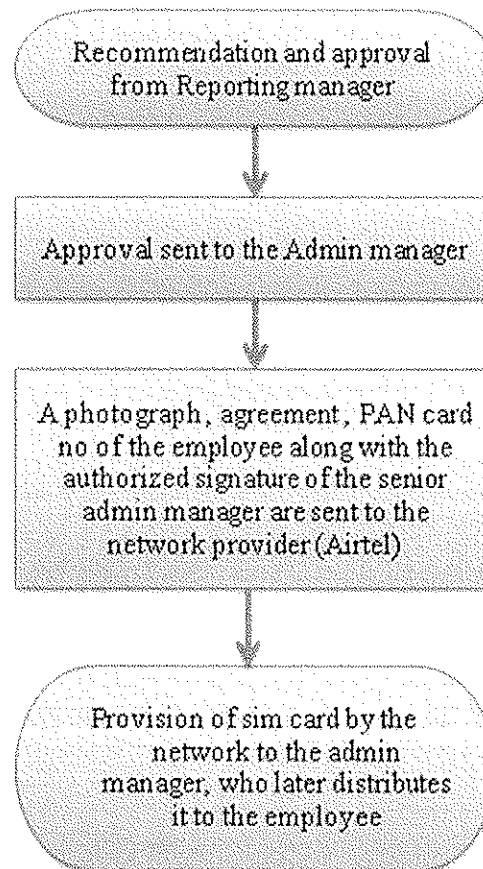 Recommendation and approval
from Reporting manager
Approval sent to the Admin manager
A photograph, agreement, PAN card
no of the employee along with the
authorized signature of the senior
admin manager are sent to the
network provider (Airtel)
Provision of sim card by the
network to the admin
manager, who later distributes
it to the employee